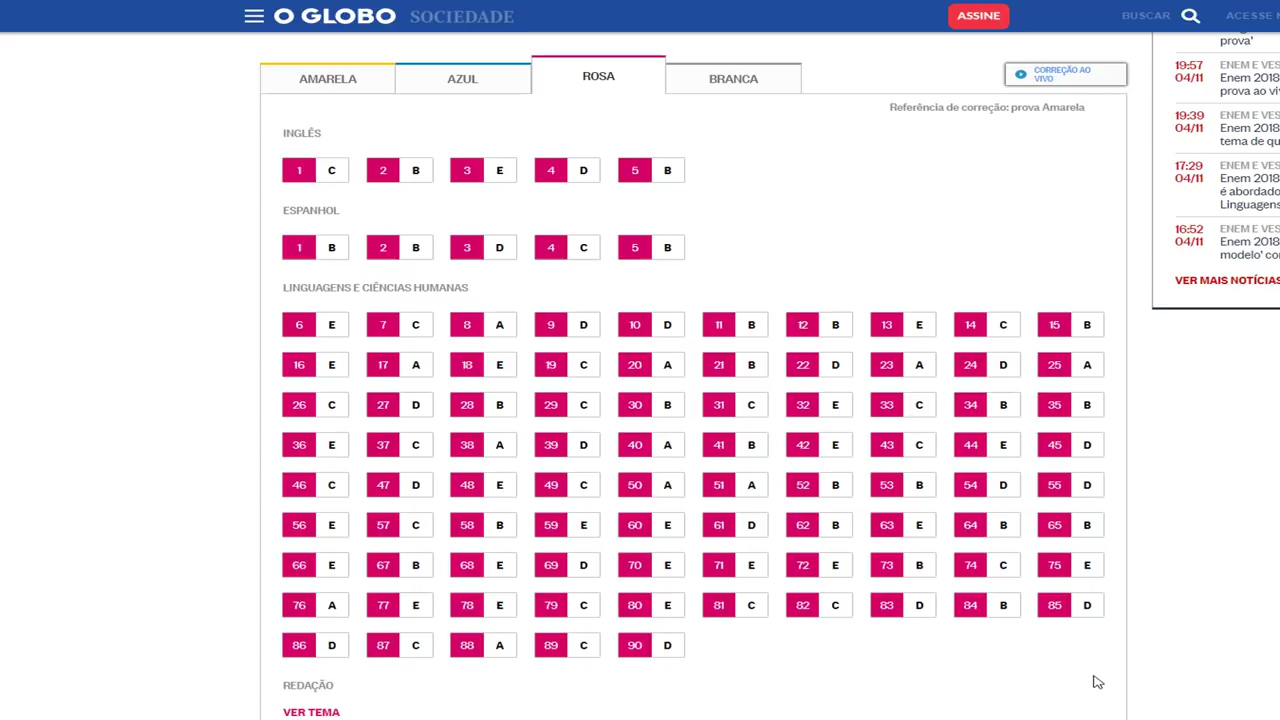 O GLOBO SOCIEDADE ASSINE BUSCAR ACESSE
AMARELA AZUL ROSA BRANCA
CORREÇÃO AO
VIVO
Referência de correção: prova Amarela
INGLÊS
1 C 2 B 3 E 4 D 5 B
ESPANHOL
1 B 2 B 3 D 4 C 5 B
LINGUAGENS E CIÊNCIAS HUMANAS
6 E 7 C 8 A 9 D 10 D 11 B 12 B 13 E 14 C 15 B
16 E 17 A 18 E 19 C 20 A 21 B 22 D 23 A 24 D 25 A
26 C 27 D 28 B 29 C 30 B 31 C 32 E 33 C 34 B 35 B
36 E 37 C 38 A 39 D 40 A 41 B 42 E 43 C 44 E 45 D
46 C 47 D 48 E 49 C 50 A 51 A 52 B 53 B 54 D 55 D
56 E 57 C 58 B 59 E 60 E 61 D 62 B 63 E 64 B 65 B
66 E 67 B 68 E 69 D 70 E 71 E 72 E 73 B 74 C 75 E
76 A 77 E 78 E 79 C 80 E 81 C 82 C 83 D 84 B 85 D
86 D 87 C 88 A 89 C 90 D
REDAÇÃO
VER TEMA
prova'
19:57 ENEM E VES
04/11 Enem 2018
prova ao viv
19:39 ENEM E VES
04/11 Enem 2018
tema de qu
17:29 ENEM E VES
04/11 Enem 2018
é abordado
Linguagens
16:52 ENEM E VES
04/11 Enem 2018
modelo' co
VER MAIS NOTÍCIAS